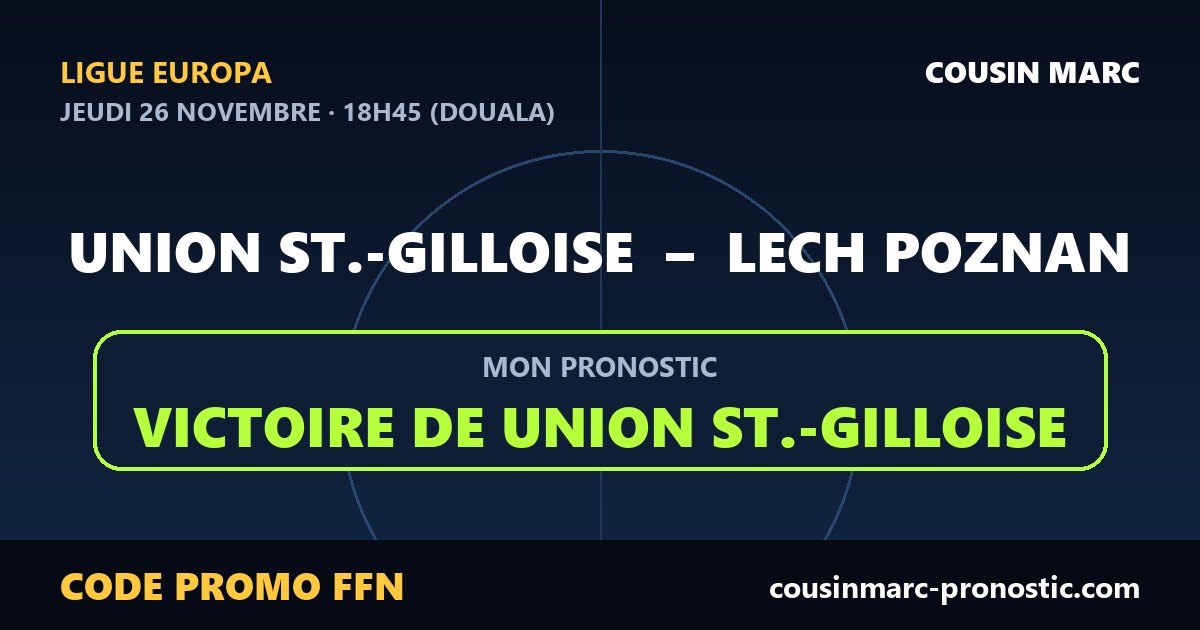 LIGUE EUROPA
COUSIN MARC
JEUDI 26 NOVEMBRE · 18H45 (DOUALA)
UNION ST.-GILLOISE – LECH POZNAN
MON PRONOSTIC
VICTOIRE DE UNION ST.-GILLOISE
CODE PROMO FFN
cousinmarc-pronostic.com